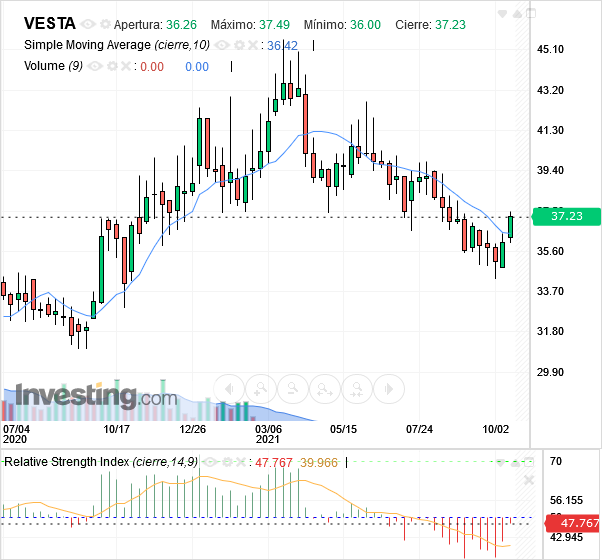 VESTA Apertura: 36.26 Máximo: 37.49 Mínimo: 36.00 Cierre: 37.23
Simple Moving Average (cierre,10) : 36.42
Volume (9) : 0.00 0.00
45.10
43.20
41.30
39.40
37.23
35.60
33.70
31.80
29.90
Investing.com
07/04 10/17 12/26 03/06 05/15 07/24 10/02
2020 2021
Relative Strength Index (cierre,14,9) : 47.767 39.966
70
56.155
47.767
42.945